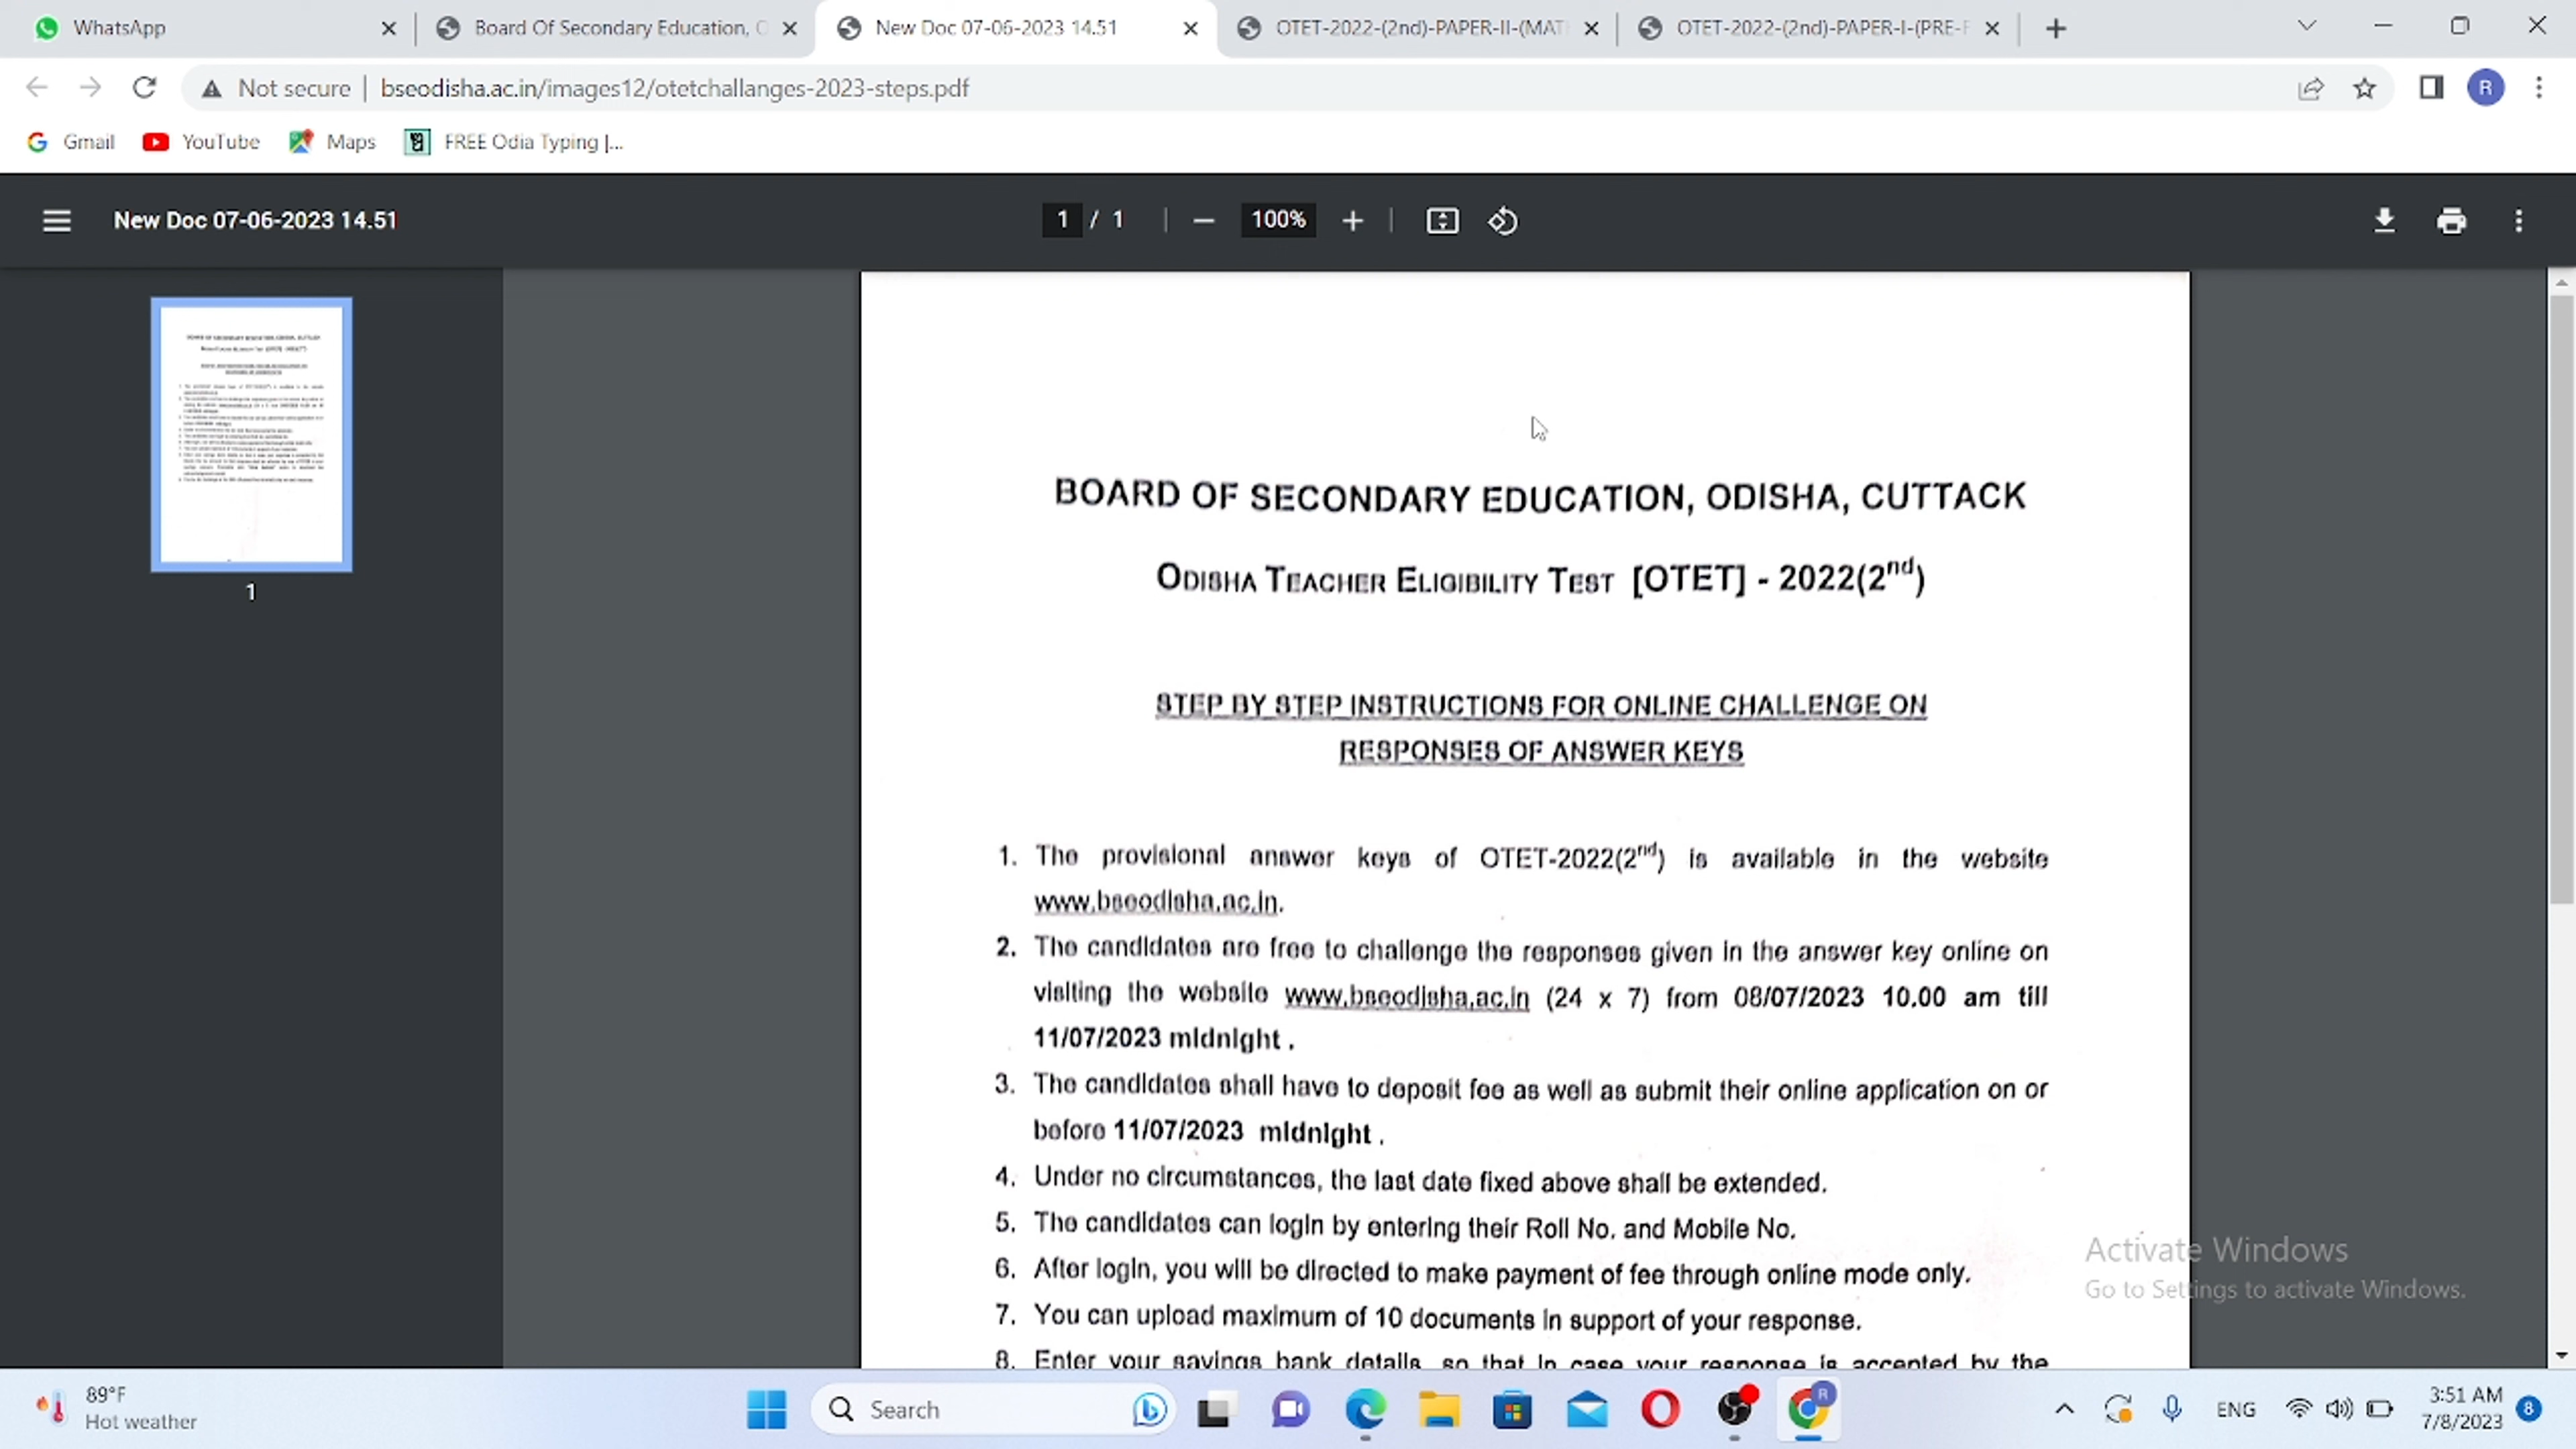 WhatsApp
Board Of Secondary Education, O
New Doc 07-06-2023 14.51
OTET-2022-(2nd)-PAPER-II-(MAT
OTET-2022-(2nd)-PAPER-I-(PRE-F
Not secure | bseodisha.ac.in/images12/otetchallanges-2023-steps.pdf
R
Gmail
YouTube
Maps
FREE Odia Typing |...
New Doc 07-06-2023 14.51
1 / 1
100%
1
BOARD OF SECONDARY EDUCATION, ODISHA, CUTTACK
ODISHA TEACHER ELIGIBILITY TEST [OTET] - 2022(2nd)
STEP BY STEP INSTRUCTIONS FOR ONLINE CHALLENGE ON
RESPONSES OF ANSWER KEYS
1. The provisional answer keys of OTET-2022(2nd) is available in the website
www.bseodisha.ac.in.
2. The candidates are free to challenge the responses given in the answer key online on
visiting the website www.bseodisha.ac.in (24 x 7) from 08/07/2023 10.00 am till
11/07/2023 midnight .
3. The candidates shall have to deposit fee as well as submit their online application on or
before 11/07/2023 midnight .
4. Under no circumstances, the last date fixed above shall be extended.
5. The candidates can login by entering their Roll No. and Mobile No.
6. After login, you will be directed to make payment of fee through online mode only.
7. You can upload maximum of 10 documents in support of your response.
8. Enter your savings bank details, so that in case your response is accepted by the
Activate Windows
Go to Settings to activate Windows.
89°F
Hot weather
Search
R
ENG
3:51 AM
7/8/2023
8